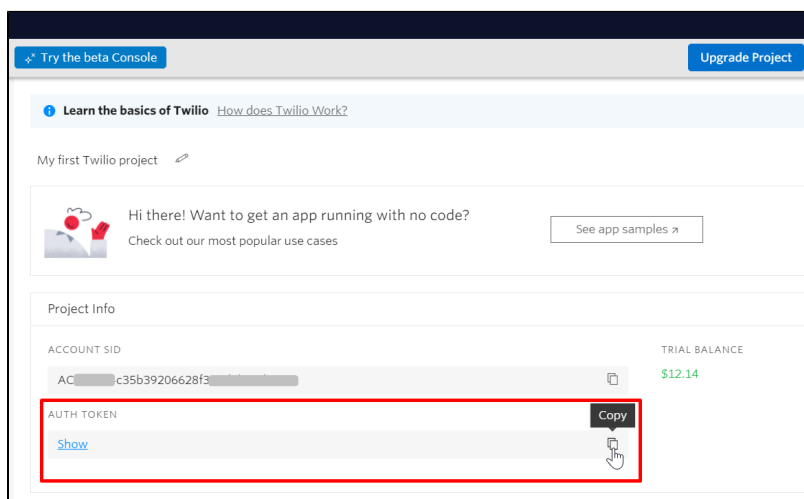 Try the beta Console
Upgrade Project
Learn the basics of Twilio How does Twilio Work?
My first Twilio project
Hi there! Want to get an app running with no code?
Check out our most popular use cases
See app samples
Project Info
ACCOUNT SID
TRIAL BALANCE
AC c35b39206628f3
$12.14
AUTH TOKEN
Copy
Show